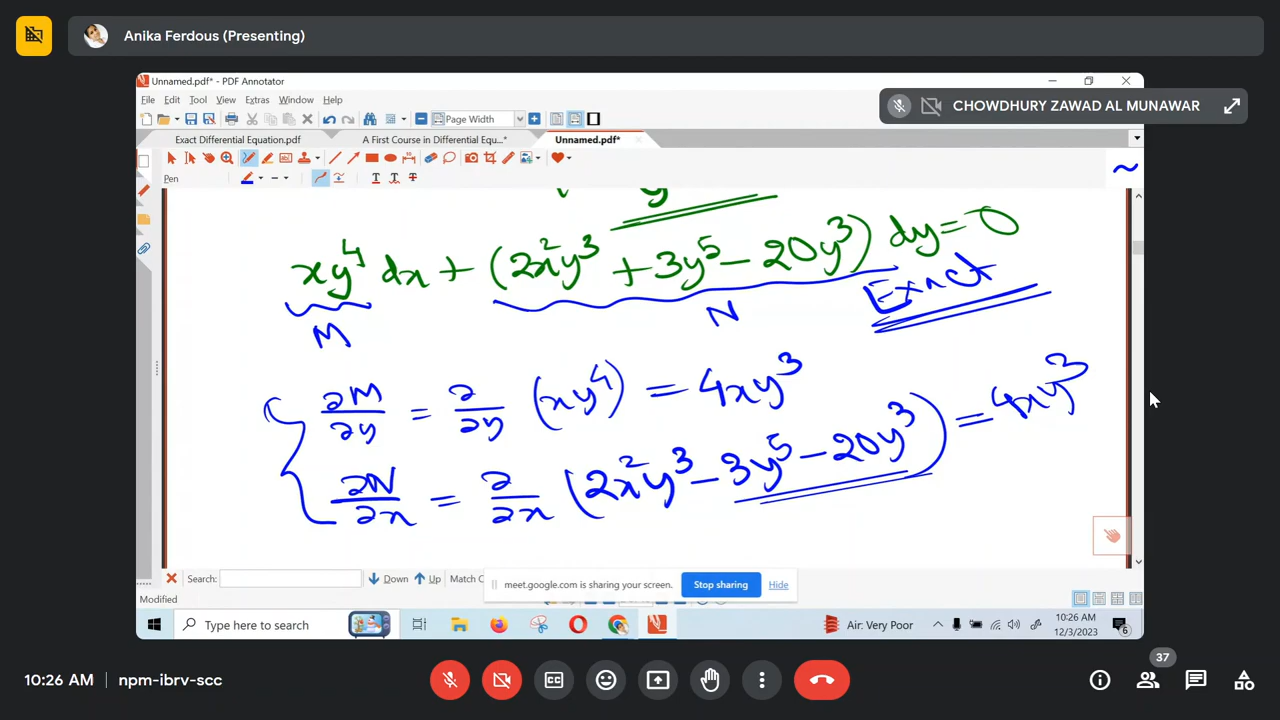 Anika Ferdous (Presenting)
Unnamed.pdf* - PDF Annotator
CHOWDHURY ZAWAD AL MUNAWAR
File Edit Tool View Extras Window Help
Page Width
Exact Differential Equation.pdf A First Course in Differential Equ...* Unnamed.pdf*
Pen
y
xy⁴ dx + (2x²y³ + 3y⁵ - 20y³) dy = 0
M N Exact
∂M/∂y = ∂/∂y (xy⁴) = 4xy³
∂N/∂x = ∂/∂x (2x²y³ - 3y⁵ - 20y³) = 4xy³
Search: Down Up Match C
meet.google.com is sharing your screen. Stop sharing Hide
Modified
Type here to search Air: Very Poor 10:26 AM
12/3/2023 6
10:26 AM npm-ibrv-scc 37